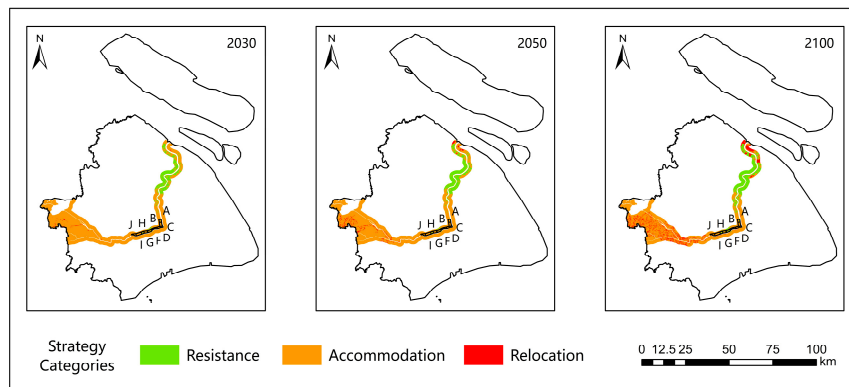 N
2030
J H B A
C
I G F D
N
2050
J H B A
C
I G F D
N
2100
J H B A
C
I G F D
Strategy
Categories
Resistance
Accommodation
Relocation
0 12.5 25 50 75 100
km